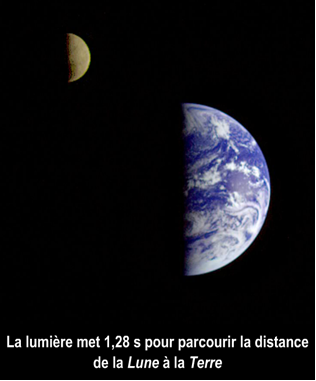 La lumière met 1,28 s pour parcourir la distance
de la Lune à la Terre